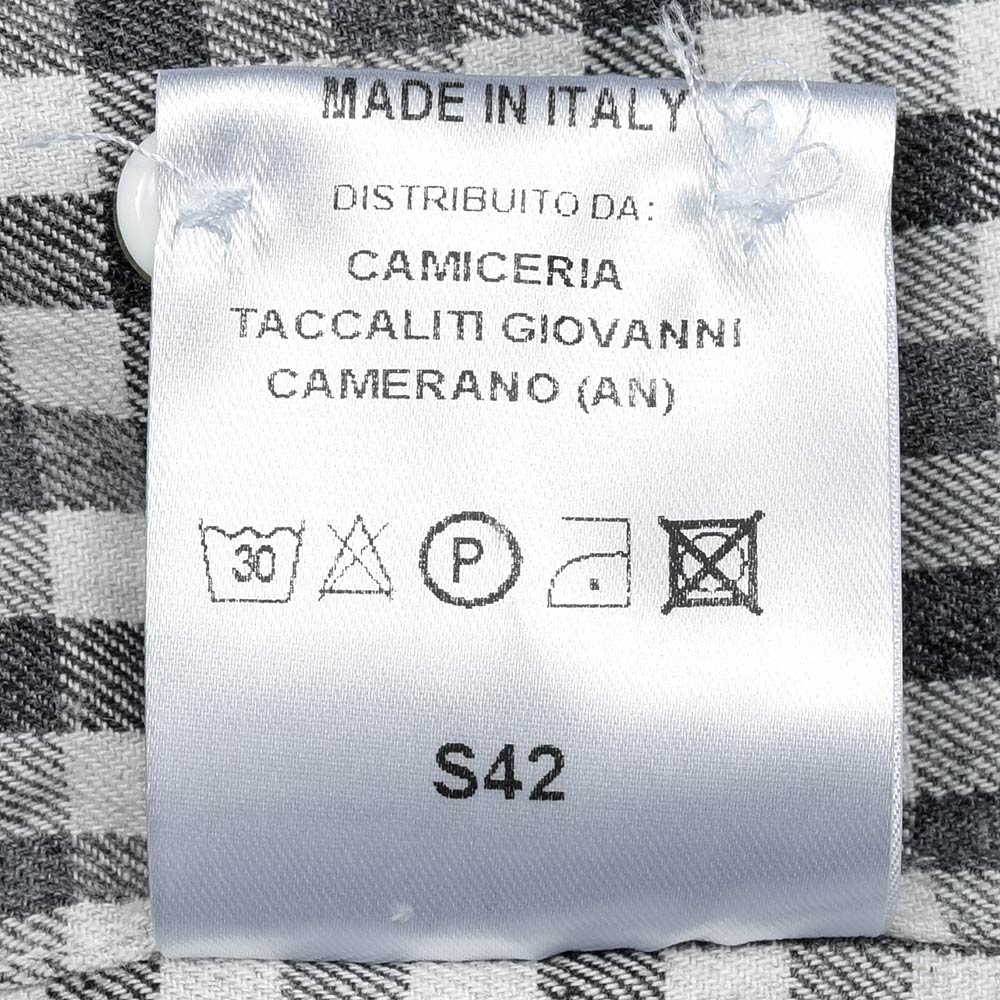 MADE IN ITALY
DISTRIBUITO DA:
CAMICERIA
TACCALITI GIOVANNI
CAMERANO (AN)
30 P
S42